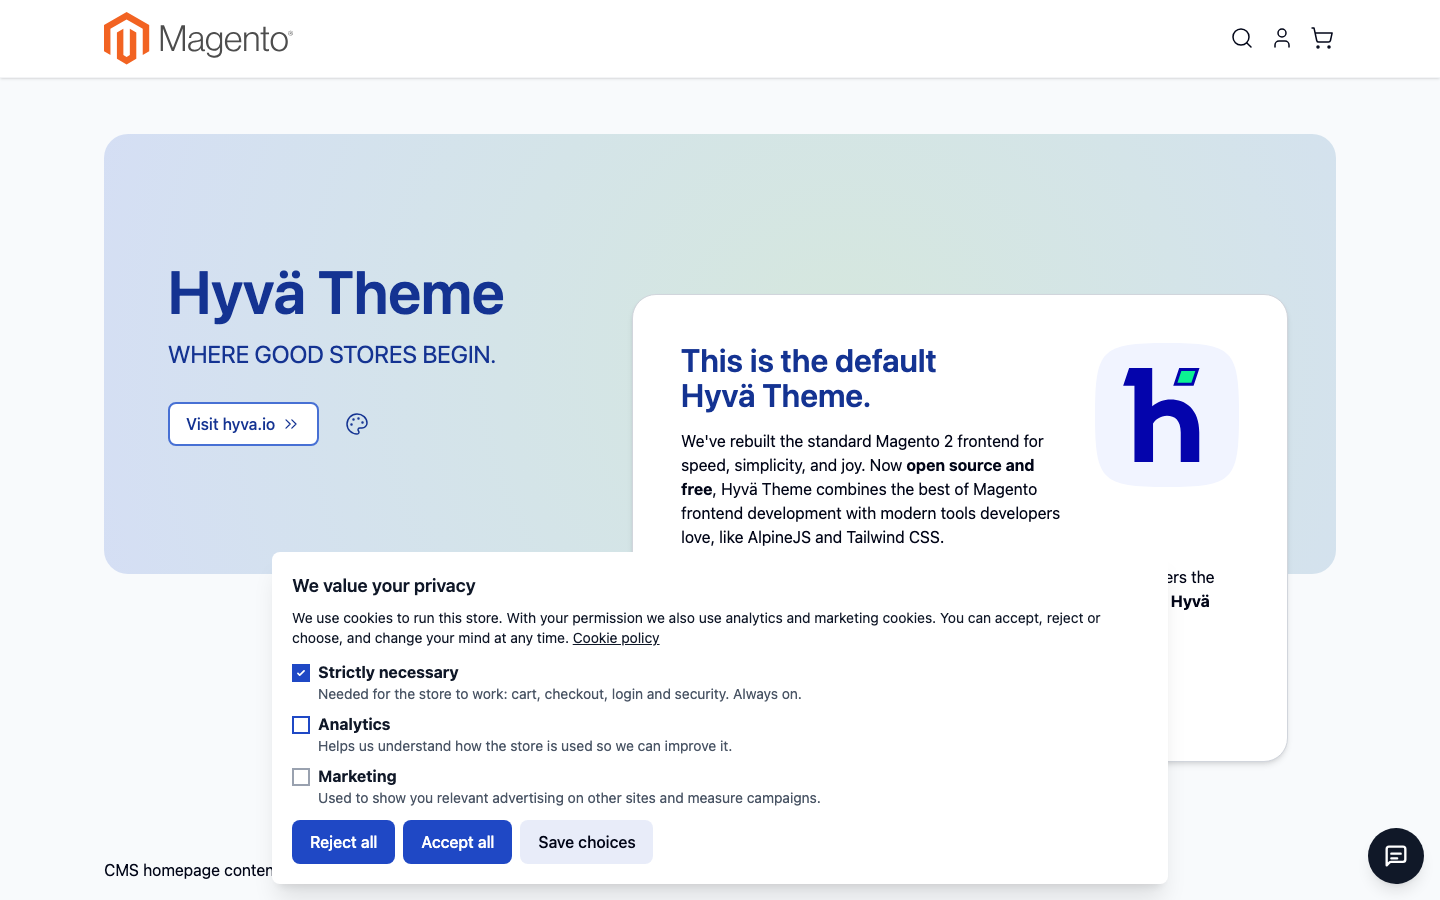 Magento®
Hyvä Theme
WHERE GOOD STORES BEGIN.
Visit hyva.io
This is the default
Hyvä Theme.
We've rebuilt the standard Magento 2 frontend for
speed, simplicity, and joy. Now open source and
free, Hyvä Theme combines the best of Magento
frontend development with modern tools developers
love, like AlpineJS and Tailwind CSS.
the
Hyvä
We value your privacy
We use cookies to run this store. With your permission we also use analytics and marketing cookies. You can accept, reject or
choose, and change your mind at any time. Cookie policy
Strictly necessary
Needed for the store to work: cart, checkout, login and security. Always on.
Analytics
Helps us understand how the store is used so we can improve it.
Marketing
Used to show you relevant advertising on other sites and measure campaigns.
Reject all
Accept all
Save choices
CMS homepage